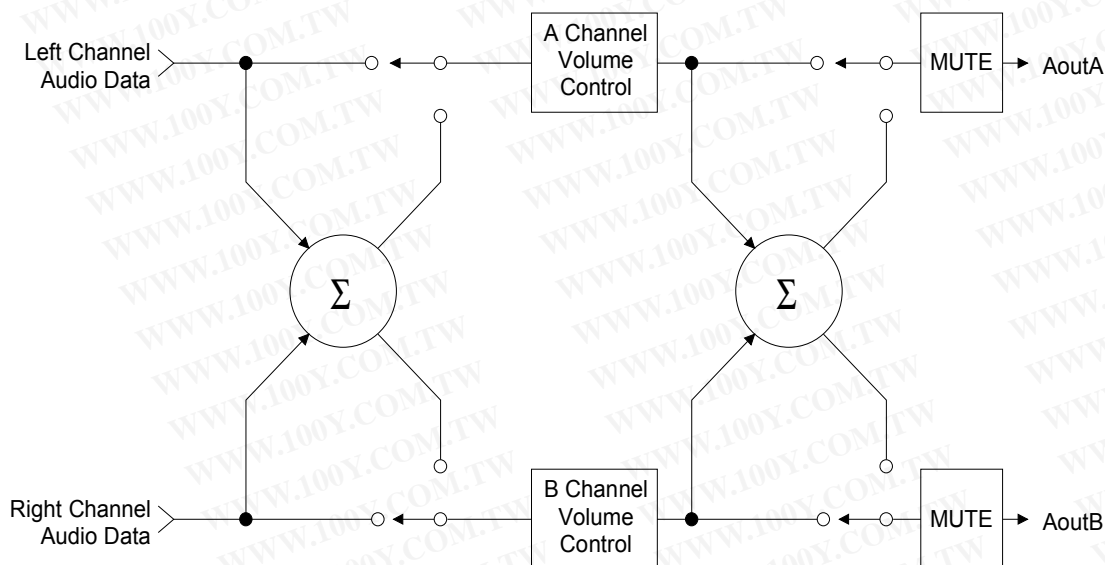 Left Channel
Audio Data
A Channel
Volume
Control
MUTE
AoutA
Σ
Σ
Right Channel
Audio Data
B Channel
Volume
Control
MUTE
AoutB
WWW.100Y.COM.TW